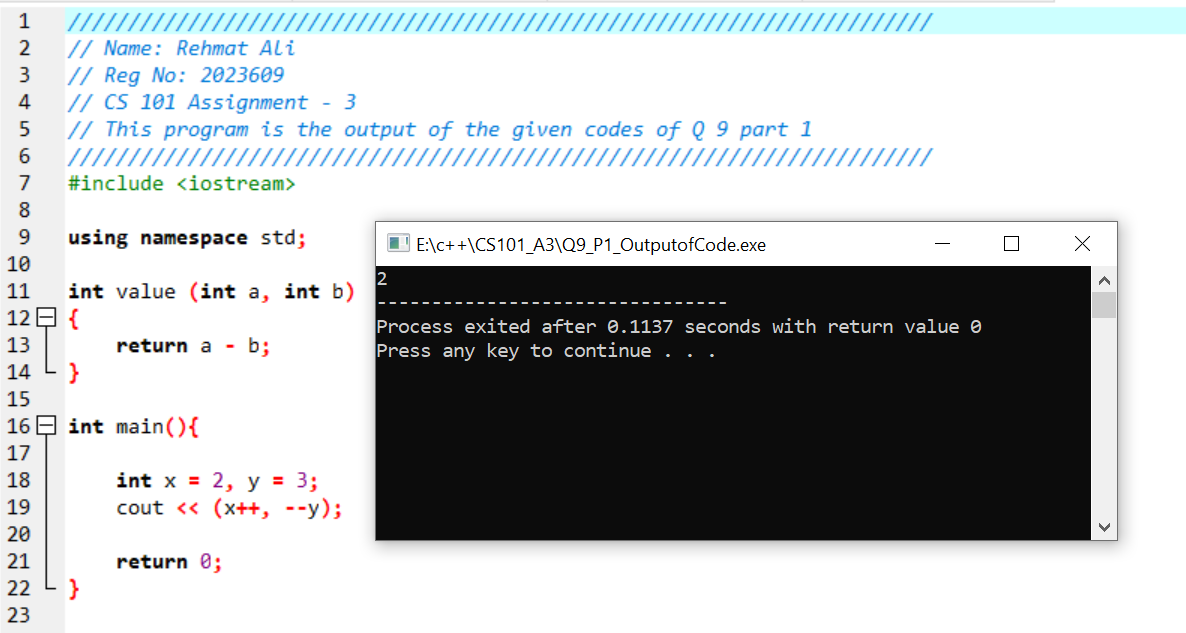 1 ////////////////////////////////////////////////////////////////////////
2 // Name: Rehmat Ali
3 // Reg No: 2023609
4 // CS 101 Assignment - 3
5 // This program is the output of the given codes of Q 9 part 1
6 ////////////////////////////////////////////////////////////////////////
7 #include <iostream>
8
9 using namespace std;
10
11 int value (int a, int b)
12 {
13     return a - b;
14 }
15
16 int main(){
17
18     int x = 2, y = 3;
19     cout << (x++, --y);
20
21     return 0;
22 }
23
E:\c++\CS101_A3\Q9_P1_OutputofCode.exe
2
--------------------------------
Process exited after 0.1137 seconds with return value 0
Press any key to continue . . .